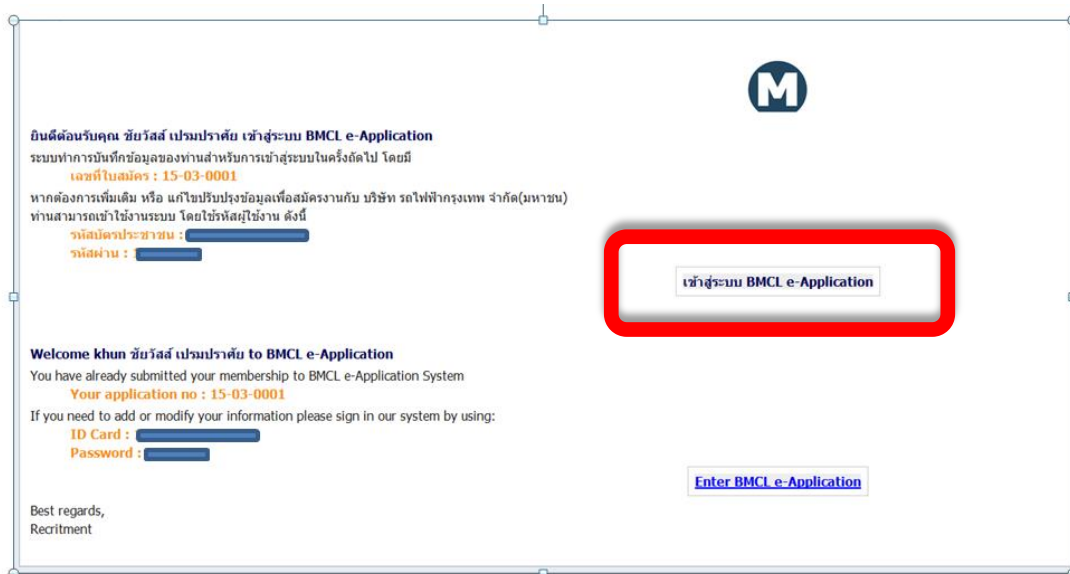 M
ยินดีต้อนรับคุณ ชัยวัสส์ เปรมปราศัย เข้าสู่ระบบ BMCL e-Application
ระบบทำการบันทึกข้อมูลของท่านสำหรับการเข้าสู่ระบบในครั้งถัดไป โดยมี
เลขที่ใบสมัคร : 15-03-0001
หากต้องการเพิ่มเติม หรือ แก้ไขปรับปรุงข้อมูลเพื่อสมัครงานกับ บริษัท รถไฟฟ้ากรุงเทพ จำกัด(มหาชน)
ท่านสามารถเข้าใช้งานระบบ โดยใช้รหัสผู้ใช้งาน ดังนี้
รหัสบัตรประชาชน :
รหัสผ่าน :
เข้าสู่ระบบ BMCL e-Application
Welcome khun ชัยวัสส์ เปรมปราศัย to BMCL e-Application
You have already submitted your membership to BMCL e-Application System
Your application no : 15-03-0001
If you need to add or modify your information please sign in our system by using:
ID Card :
Password :
Enter BMCL e-Application
Best regards,
Recritment